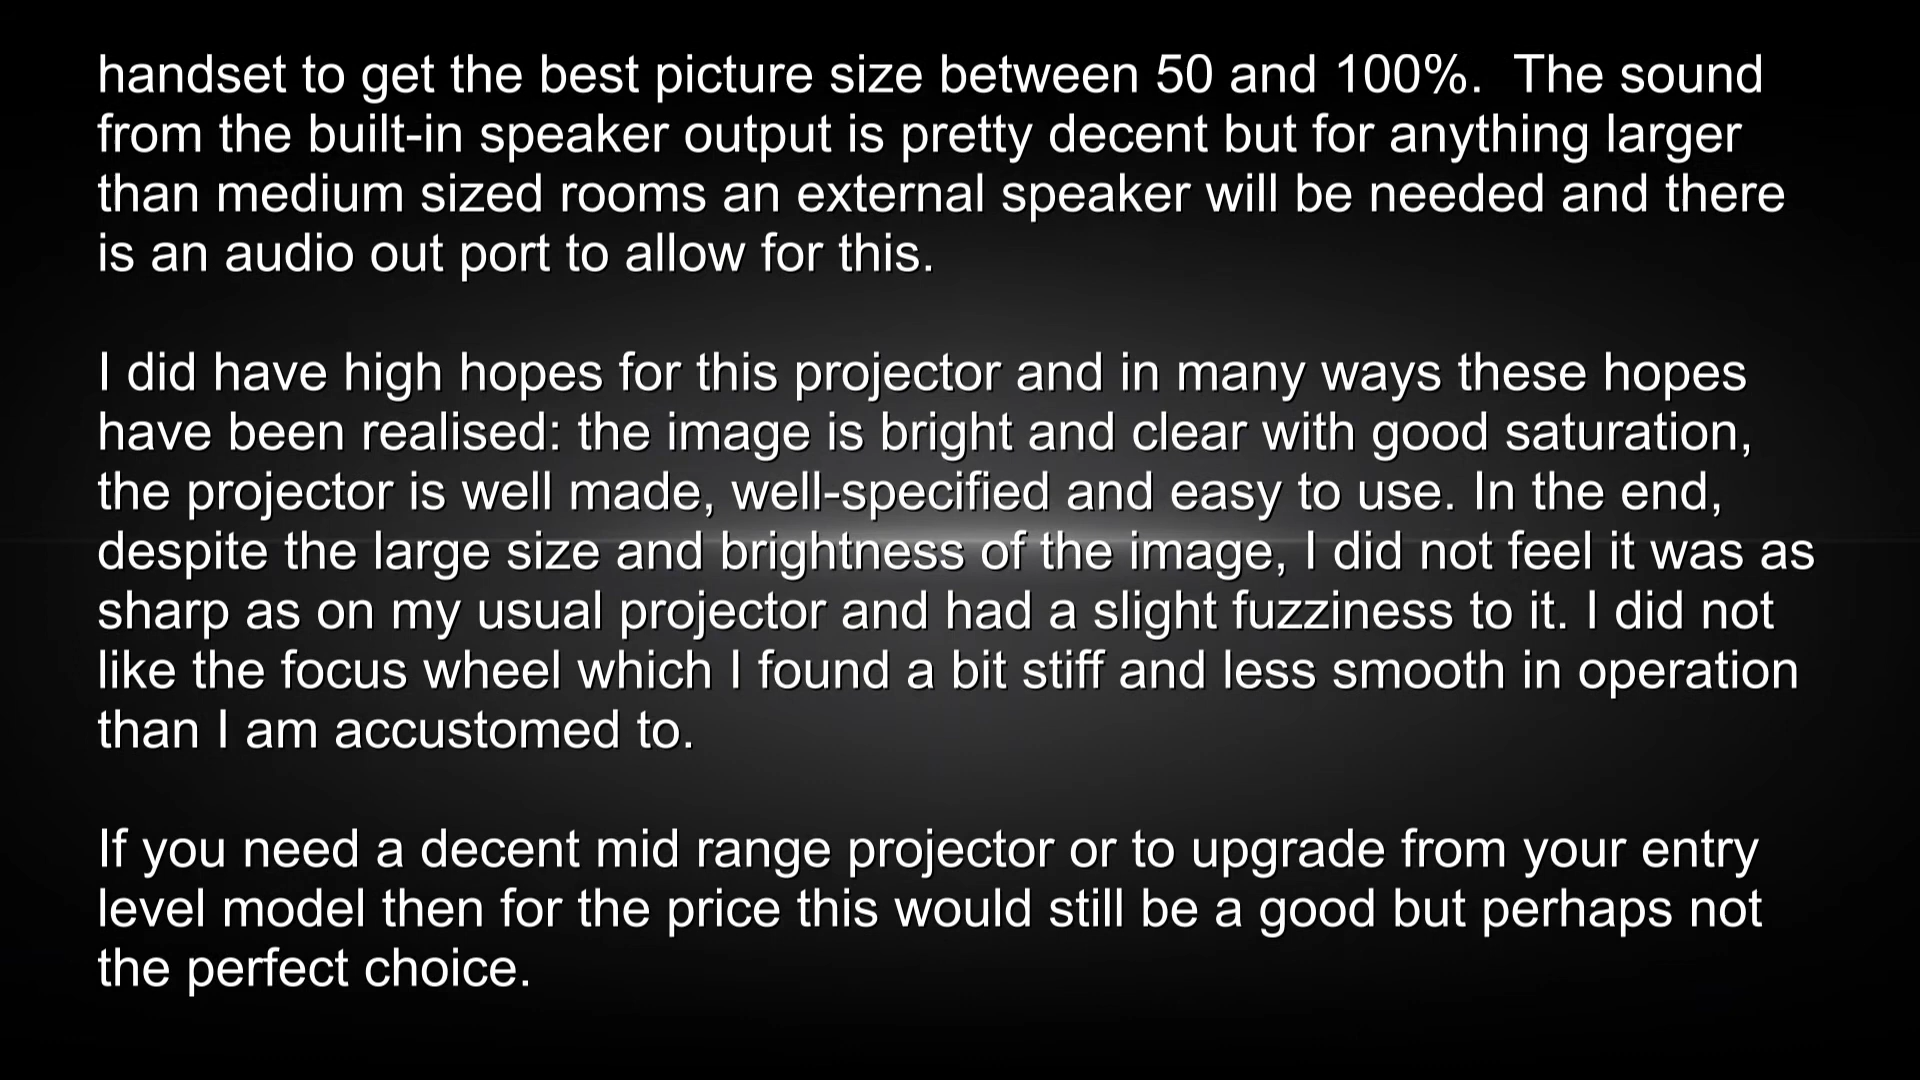 handset to get the best picture size between 50 and 100%.  The sound
from the built-in speaker output is pretty decent but for anything larger
than medium sized rooms an external speaker will be needed and there
is an audio out port to allow for this.
I did have high hopes for this projector and in many ways these hopes
have been realised: the image is bright and clear with good saturation,
the projector is well made, well-specified and easy to use. In the end,
despite the large size and brightness of the image, I did not feel it was as
sharp as on my usual projector and had a slight fuzziness to it. I did not
like the focus wheel which I found a bit stiff and less smooth in operation
than I am accustomed to.
If you need a decent mid range projector or to upgrade from your entry
level model then for the price this would still be a good but perhaps not
the perfect choice.